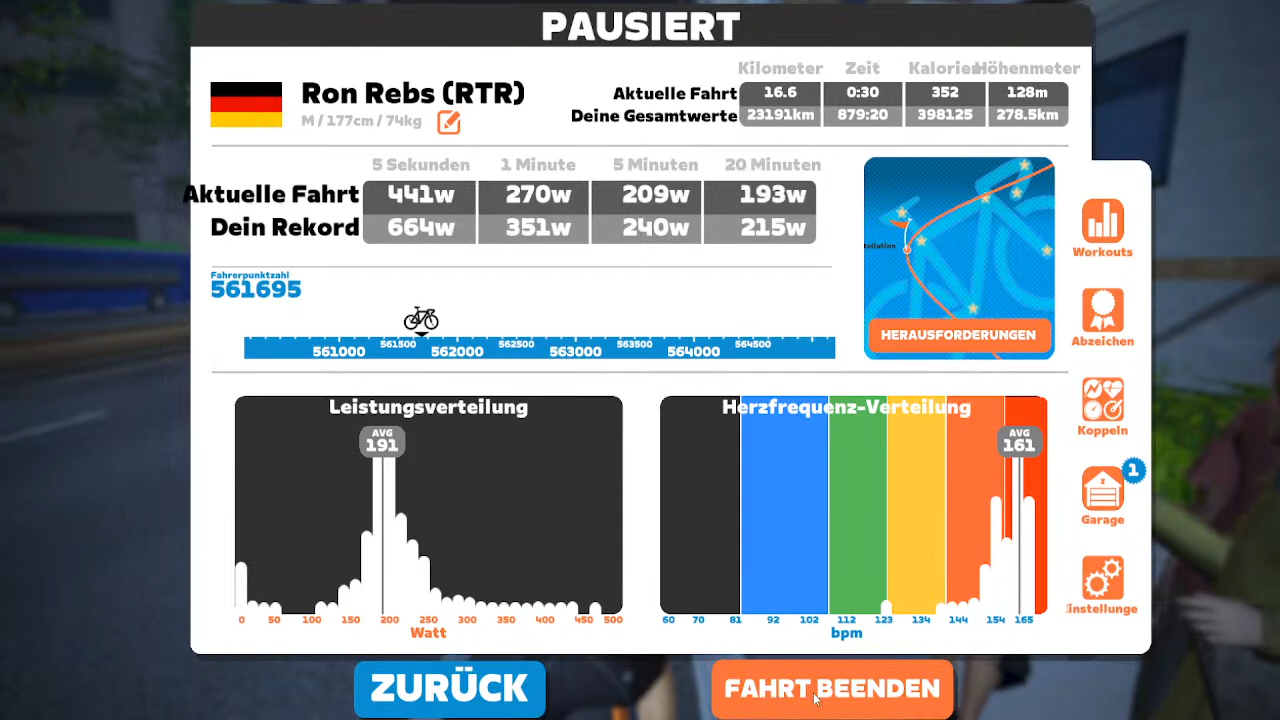 PAUSIERT
Ron Rebs (RTR)
M / 177cm / 74kg
Kilometer Zeit Kalorien Höhenmeter
Aktuelle Fahrt 16.6 0:30 352 128m
Deine Gesamtwerte 23191km 879:20 398125 278.5km
5 Sekunden 1 Minute 5 Minuten 20 Minuten
Aktuelle Fahrt 441w 270w 209w 193w
Dein Rekord 664w 351w 240w 215w
tallation
HERAUSFORDERUNGEN
Fahrerpunktzahl
561695
561000 561500 562000 562500 563000 563500 564000 564500
Leistungsverteilung
AVG
191
0 50 100 150 200 250 300 350 400 450 500
Watt
Herzfrequenz-Verteilung
AVG
161
60 70 81 92 102 112 123 134 144 154 165
bpm
Workouts
Abzeichen
Koppeln
1
Z
Garage
Einstellunge
ZURÜCK
FAHRT BEENDEN